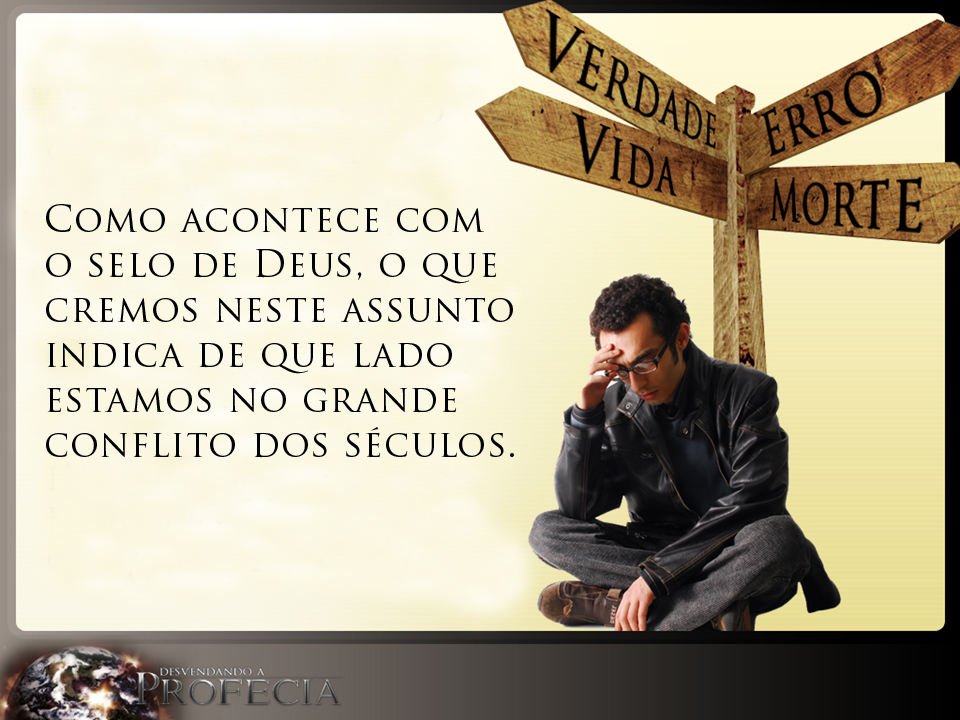 VERDADE
ERRO
VIDA
MORTE
COMO ACONTECE COM
O SELO DE DEUS, O QUE
CREMOS NESTE ASSUNTO
INDICA DE QUE LADO
ESTAMOS NO GRANDE
CONFLITO DOS SÉCULOS.
DESVENDANDO A
PROFECIA